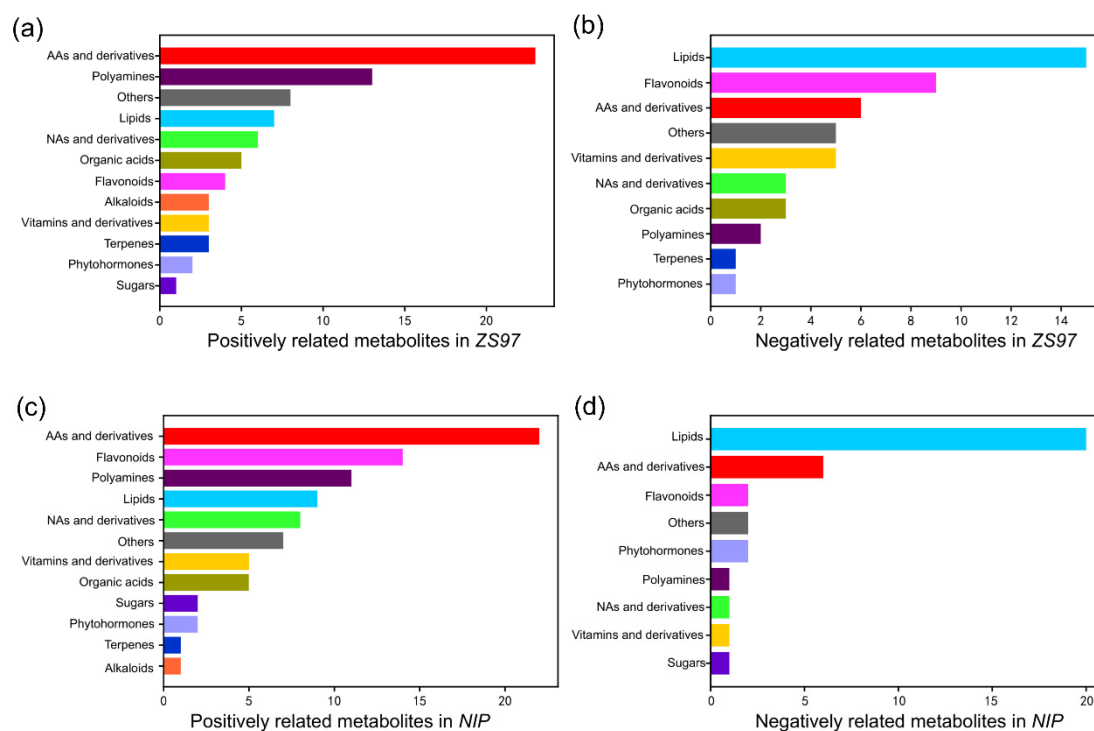 (a)
AAs and derivatives
Polyamines
Others
Lipids
NAs and derivatives
Organic acids
Flavonoids
Alkaloids
Vitamins and derivatives
Terpenes
Phytohormones
Sugars
0 5 10 15 20
Positively related metabolites in ZS97
(b)
Lipids
Flavonoids
AAs and derivatives
Others
Vitamins and derivatives
NAs and derivatives
Organic acids
Polyamines
Terpenes
Phytohormones
0 2 4 6 8 10 12 14
Negatively related metabolites in ZS97
(c)
AAs and derivatives
Flavonoids
Polyamines
Lipids
NAs and derivatives
Others
Vitamins and derivatives
Organic acids
Sugars
Phytohormones
Terpenes
Alkaloids
0 5 10 15 20
Positively related metabolites in NIP
(d)
Lipids
AAs and derivatives
Flavonoids
Others
Phytohormones
Polyamines
NAs and derivatives
Vitamins and derivatives
Sugars
0 5 10 15 20
Negatively related metabolites in NIP